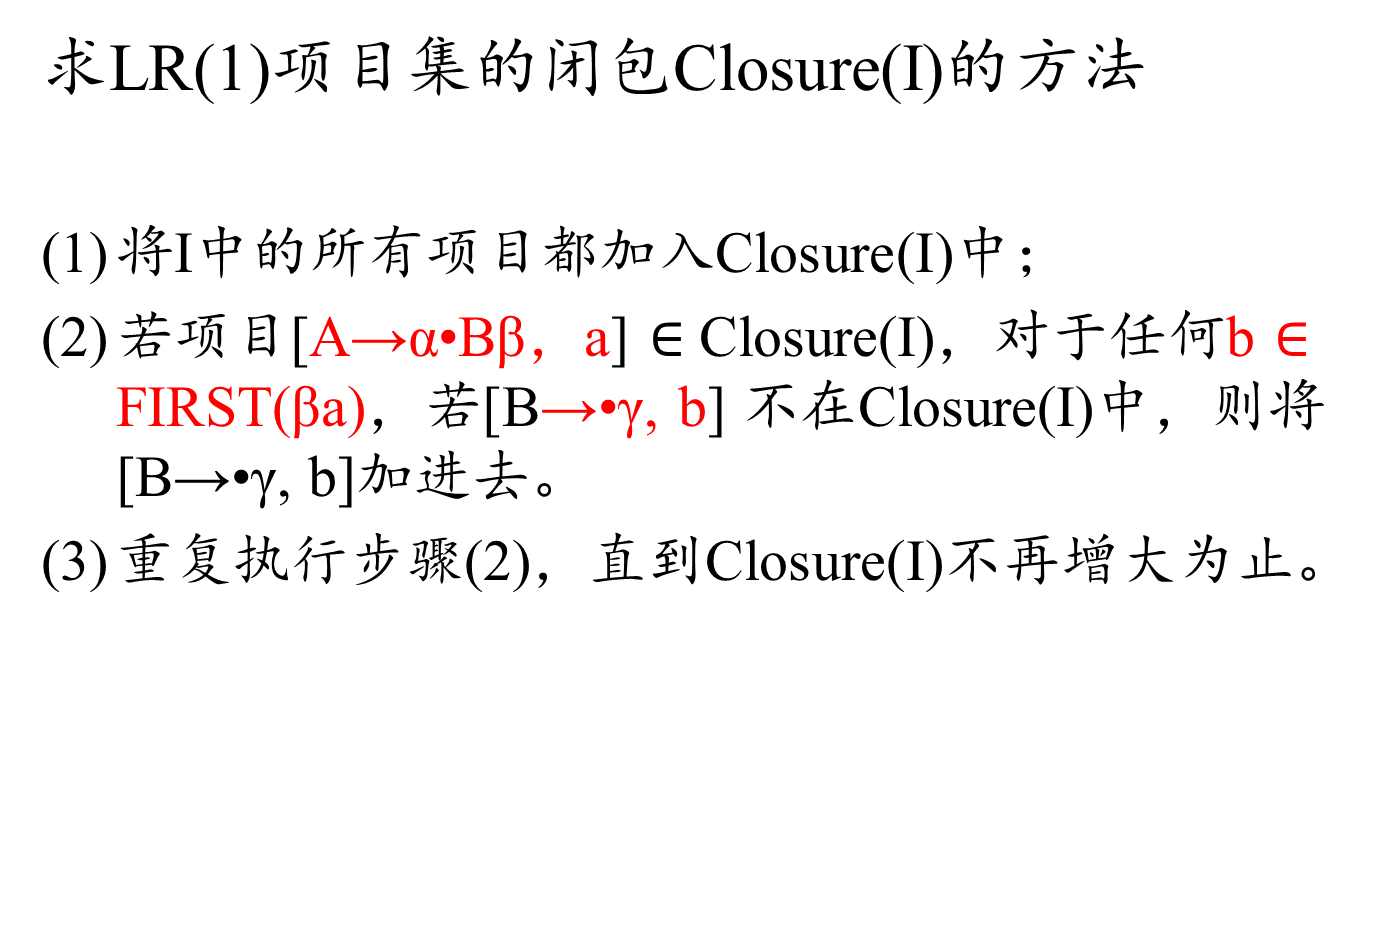 求LR(1)项目集的闭包Closure(I)的方法
(1)将I中的所有项目都加入Closure(I)中；
(2)若项目[A→α•Bβ，a] ∈ Closure(I)，对于任何b ∈
FIRST(βa)，若[B→•γ, b] 不在Closure(I)中，则将
[B→•γ, b]加进去。
(3)重复执行步骤(2)，直到Closure(I)不再增大为止。